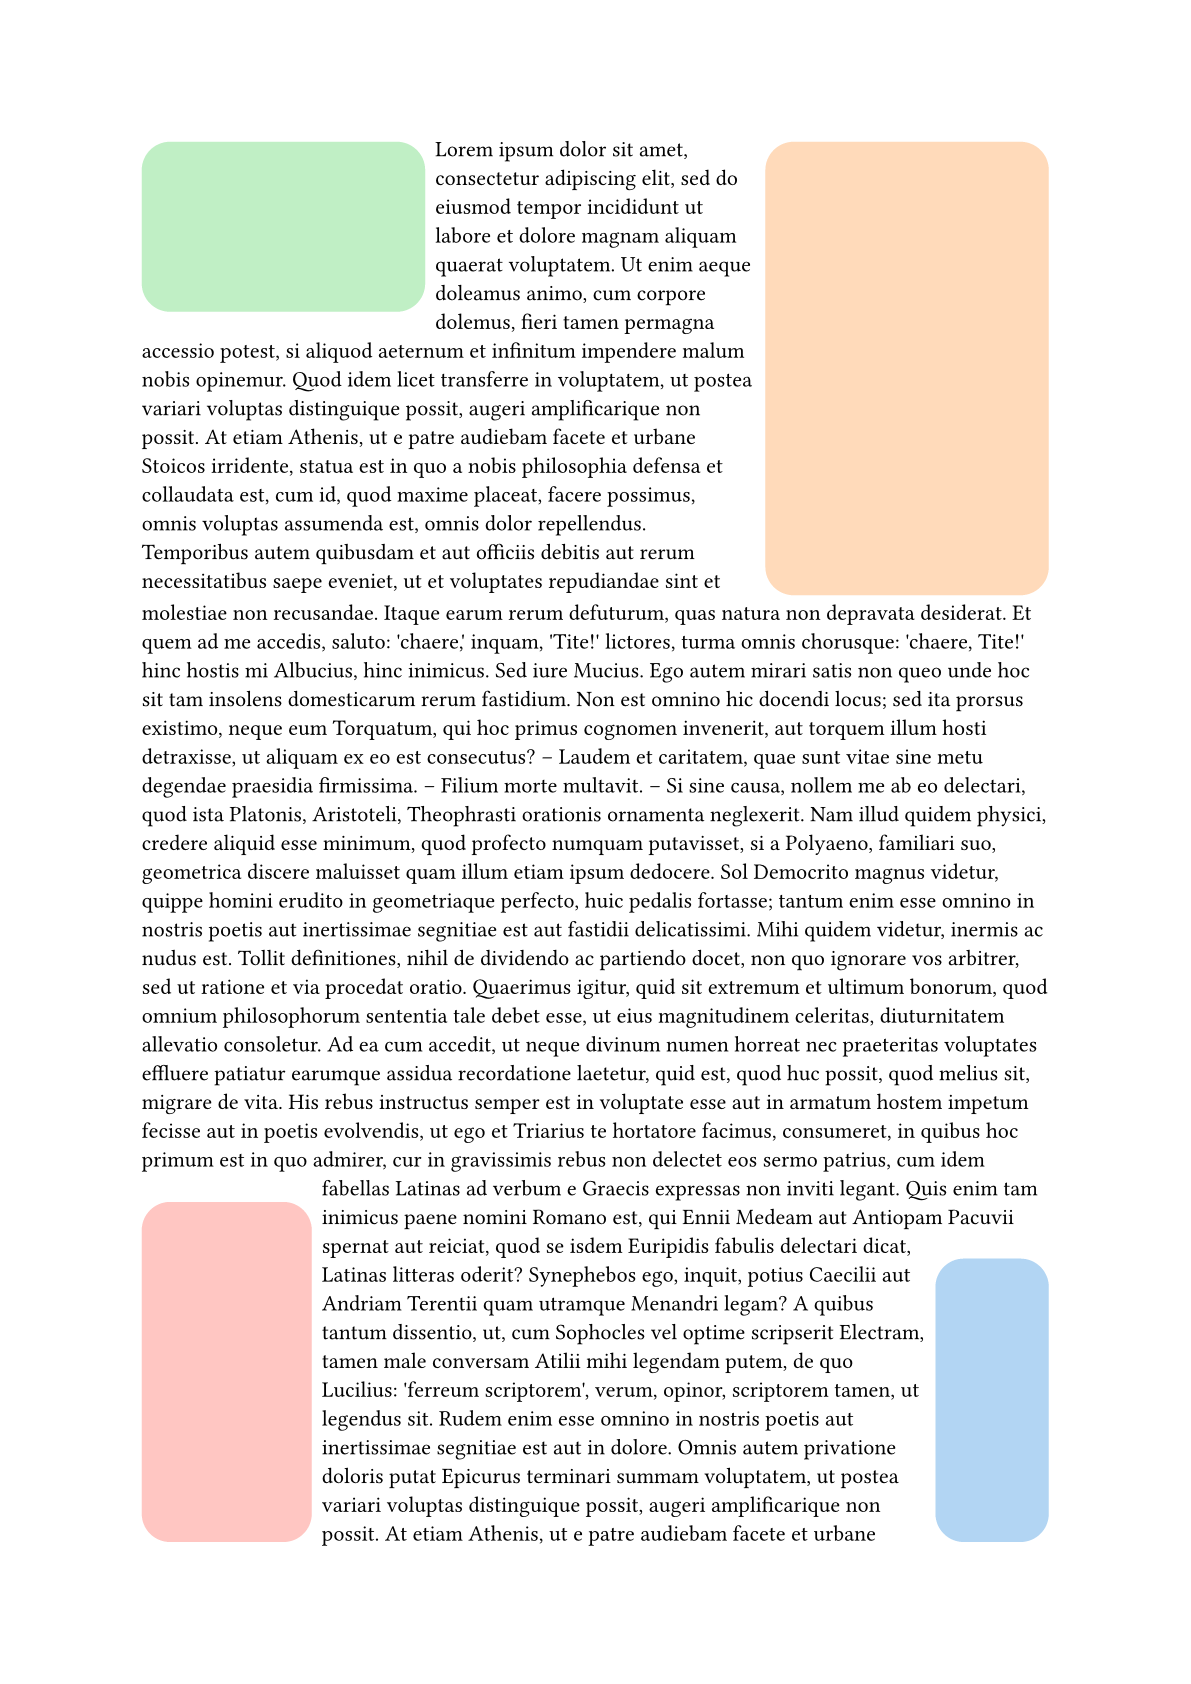 Lorem ipsum dolor sit amet,
consectetur adipiscing elit, sed do
eiusmod tempor incididunt ut
labore et dolore magnam aliquam
quaerat voluptatem. Ut enim aeque
doleamus animo, cum corpore
dolemus, fieri tamen permagna
accessio potest, si aliquod aeternum et infinitum impendere malum
nobis opinemur. Quod idem licet transferre in voluptatem, ut postea
variari voluptas distinguique possit, augeri amplificarique non
possit. At etiam Athenis, ut e patre audiebam facete et urbane
Stoicos irridente, statua est in quo a nobis philosophia defensa et
collaudata est, cum id, quod maxime placeat, facere possimus,
omnis voluptas assumenda est, omnis dolor repellendus.
Temporibus autem quibusdam et aut officiis debitis aut rerum
necessitatibus saepe eveniet, ut et voluptates repudiandae sint et
molestiae non recusandae. Itaque earum rerum defuturum, quas natura non depravata desiderat. Et
quem ad me accedis, saluto: 'chaere,' inquam, 'Tite!' lictores, turma omnis chorusque: 'chaere, Tite!'
hinc hostis mi Albucius, hinc inimicus. Sed iure Mucius. Ego autem mirari satis non queo unde hoc
sit tam insolens domesticarum rerum fastidium. Non est omnino hic docendi locus; sed ita prorsus
existimo, neque eum Torquatum, qui hoc primus cognomen invenerit, aut torquem illum hosti
detraxisse, ut aliquam ex eo est consecutus? – Laudem et caritatem, quae sunt vitae sine metu
degendae praesidia firmissima. – Filium morte multavit. – Si sine causa, nollem me ab eo delectari,
quod ista Platonis, Aristoteli, Theophrasti orationis ornamenta neglexerit. Nam illud quidem physici,
credere aliquid esse minimum, quod profecto numquam putavisset, si a Polyaeno, familiari suo,
geometrica discere maluisset quam illum etiam ipsum dedocere. Sol Democrito magnus videtur,
quippe homini erudito in geometriaque perfecto, huic pedalis fortasse; tantum enim esse omnino in
nostris poetis aut inertissimae segnitiae est aut fastidii delicatissimi. Mihi quidem videtur, inermis ac
nudus est. Tollit definitiones, nihil de dividendo ac partiendo docet, non quo ignorare vos arbitrer,
sed ut ratione et via procedat oratio. Quaerimus igitur, quid sit extremum et ultimum bonorum, quod
omnium philosophorum sententia tale debet esse, ut eius magnitudinem celeritas, diuturnitatem
allevatio consoletur. Ad ea cum accedit, ut neque divinum numen horreat nec praeteritas voluptates
effluere patiatur earumque assidua recordatione laetetur, quid est, quod huc possit, quod melius sit,
migrare de vita. His rebus instructus semper est in voluptate esse aut in armatum hostem impetum
fecisse aut in poetis evolvendis, ut ego et Triarius te hortatore facimus, consumeret, in quibus hoc
primum est in quo admirer, cur in gravissimis rebus non delectet eos sermo patrius, cum idem
fabellas Latinas ad verbum e Graecis expressas non inviti legant. Quis enim tam
inimicus paene nomini Romano est, qui Ennii Medeam aut Antiopam Pacuvii
spernat aut reiciat, quod se isdem Euripidis fabulis delectari dicat,
Latinas litteras oderit? Synephebos ego, inquit, potius Caecilii aut
Andriam Terentii quam utramque Menandri legam? A quibus
tantum dissentio, ut, cum Sophocles vel optime scripserit Electram,
tamen male conversam Atilii mihi legendam putem, de quo
Lucilius: 'ferreum scriptorem', verum, opinor, scriptorem tamen, ut
legendus sit. Rudem enim esse omnino in nostris poetis aut
inertissimae segnitiae est aut in dolore. Omnis autem privatione
doloris putat Epicurus terminari summam voluptatem, ut postea
variari voluptas distinguique possit, augeri amplificarique non
possit. At etiam Athenis, ut e patre audiebam facete et urbane